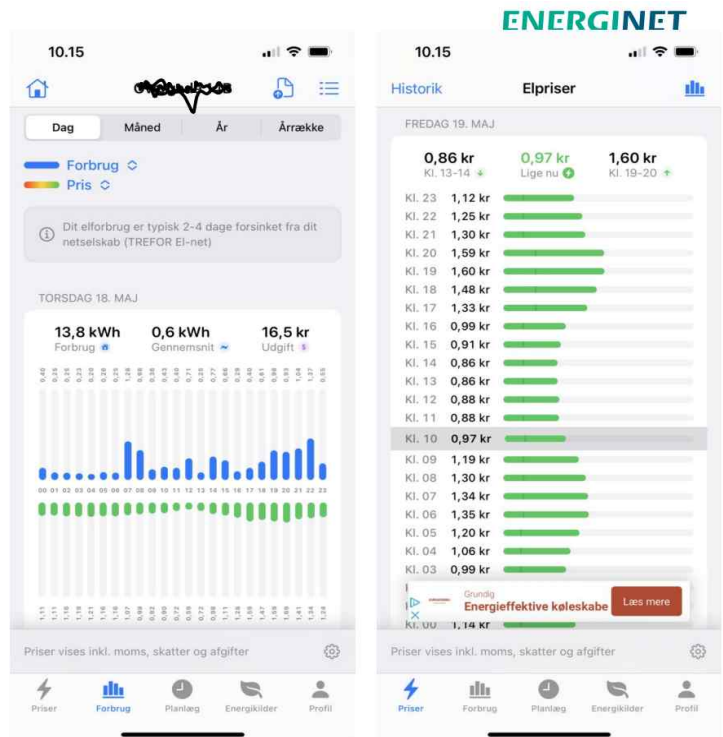 ENERGINET
10.15
Dag Måned År Årrække
Forbrug
Pris
Dit elforbrug er typisk 2-4 dage forsinket fra dit
netselskab (TREFOR El-net)
TORSDAG 18. MAJ
13,8 kWh 0,6 kWh 16,5 kr
Forbrug Gennemsnit Udgift $
00 01 02 03 04 05 06 07 08 09 10 11 12 13 14 15 16 17 18 19 20 21 22 23
Priser vises inkl. moms, skatter og afgifter
Priser Forbrug Planlæg Energikilder Profil
10.15
Historik Elpriser
FREDAG 19. MAJ
0,86 kr 0,97 kr 1,60 kr
Kl. 13-14 Lige nu Kl. 19-20
Kl. 23 1,12 kr
Kl. 22 1,25 kr
Kl. 21 1,30 kr
Kl. 20 1,59 kr
Kl. 19 1,60 kr
Kl. 18 1,48 kr
Kl. 17 1,33 kr
Kl. 16 0,99 kr
Kl. 15 0,91 kr
Kl. 14 0,86 kr
Kl. 13 0,86 kr
Kl. 12 0,88 kr
Kl. 11 0,88 kr
Kl. 10 0,97 kr
Kl. 09 1,19 kr
Kl. 08 1,30 kr
Kl. 07 1,34 kr
Kl. 06 1,35 kr
Kl. 05 1,20 kr
Kl. 04 1,06 kr
Kl. 03 0,99 kr
Grundig
Energieffektive køleskabe
Læs mere
Kl. 00 1,14 kr
Priser vises inkl. moms, skatter og afgifter
Priser Forbrug Planlæg Energikilder Profil